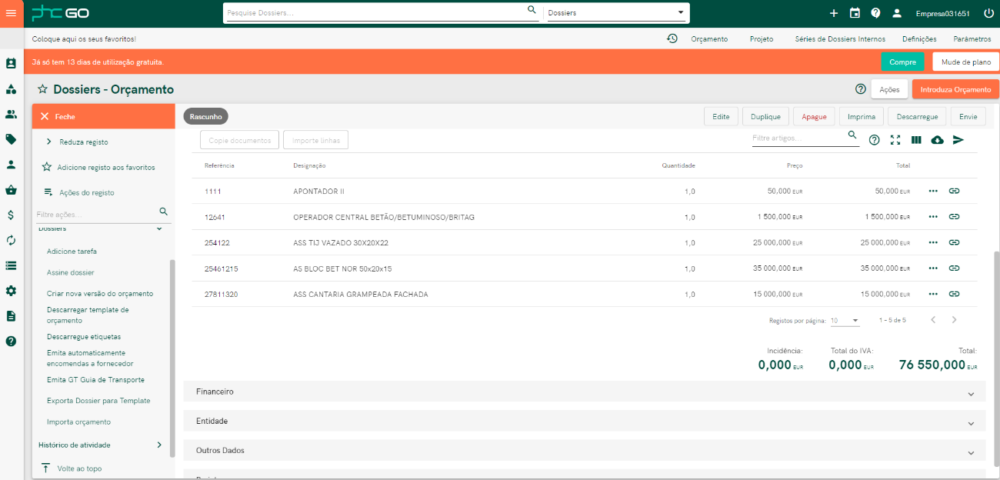 phc GO
Pesquise Dossiers...
Dossiers
Empresa031651
Coloque aqui os seus favoritos!
Orçamento
Projeto
Séries de Dossiers Internos
Definições
Parâmetros
Já só tem 13 dias de utilização gratuita.
Compre
Mude de plano
Dossiers - Orçamento
Ações
Introduza Orçamento
Feche
Reduza registo
Adicione registo aos favoritos
Ações do registo
Filtre ações...
Dossiers
Adicione tarefa
Assine dossier
Criar nova versão do orçamento
Descarregar template de
orçamento
Descarregue etiquetas
Emita automaticamente
encomendas a fornecedor
Emita GT Guia de Transporte
Exporta Dossier para Template
Importa orçamento
Histórico de atividade
Volte ao topo
Rascunho
Edite
Duplique
Apague
Imprima
Descarregue
Envie
Copie documentos
Importe linhas
Filtre artigos...
Referência Designação Quantidade Preço Total
1111 APONTADOR II 1,0 50,000 EUR 50,000 EUR
12641 OPERADOR CENTRAL BETÃO/BETUMINOSO/BRITAG 1,0 1 500,000 EUR 1 500,000 EUR
254122 ASS TIJ VAZADO 30X20X22 1,0 25 000,000 EUR 25 000,000 EUR
25461215 AS BLOC BET NOR 50x20x15 1,0 35 000,000 EUR 35 000,000 EUR
27811320 ASS CANTARIA GRAMPEADA FACHADA 1,0 15 000,000 EUR 15 000,000 EUR
Registos por página: 10 1 - 5 de 5
Incidência: Total do IVA: Total:
0,000 EUR 0,000 EUR 76 550,000 EUR
Financeiro
Entidade
Outros Dados